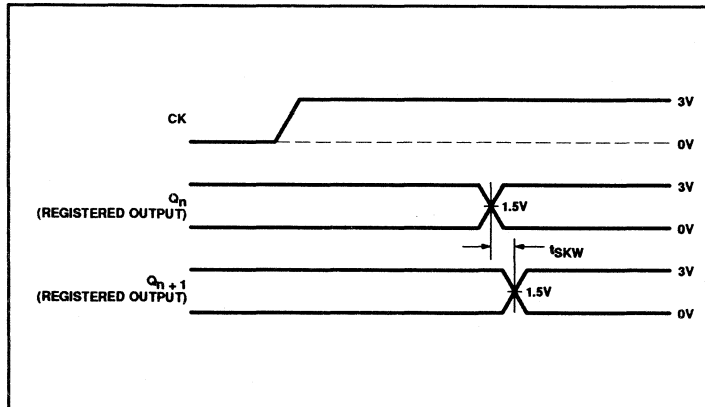 CK
3V
0V
Qn
(REGISTERED OUTPUT)
3V
1.5V
0V
tSKW
Qn + 1
(REGISTERED OUTPUT)
3V
1.5V
0V